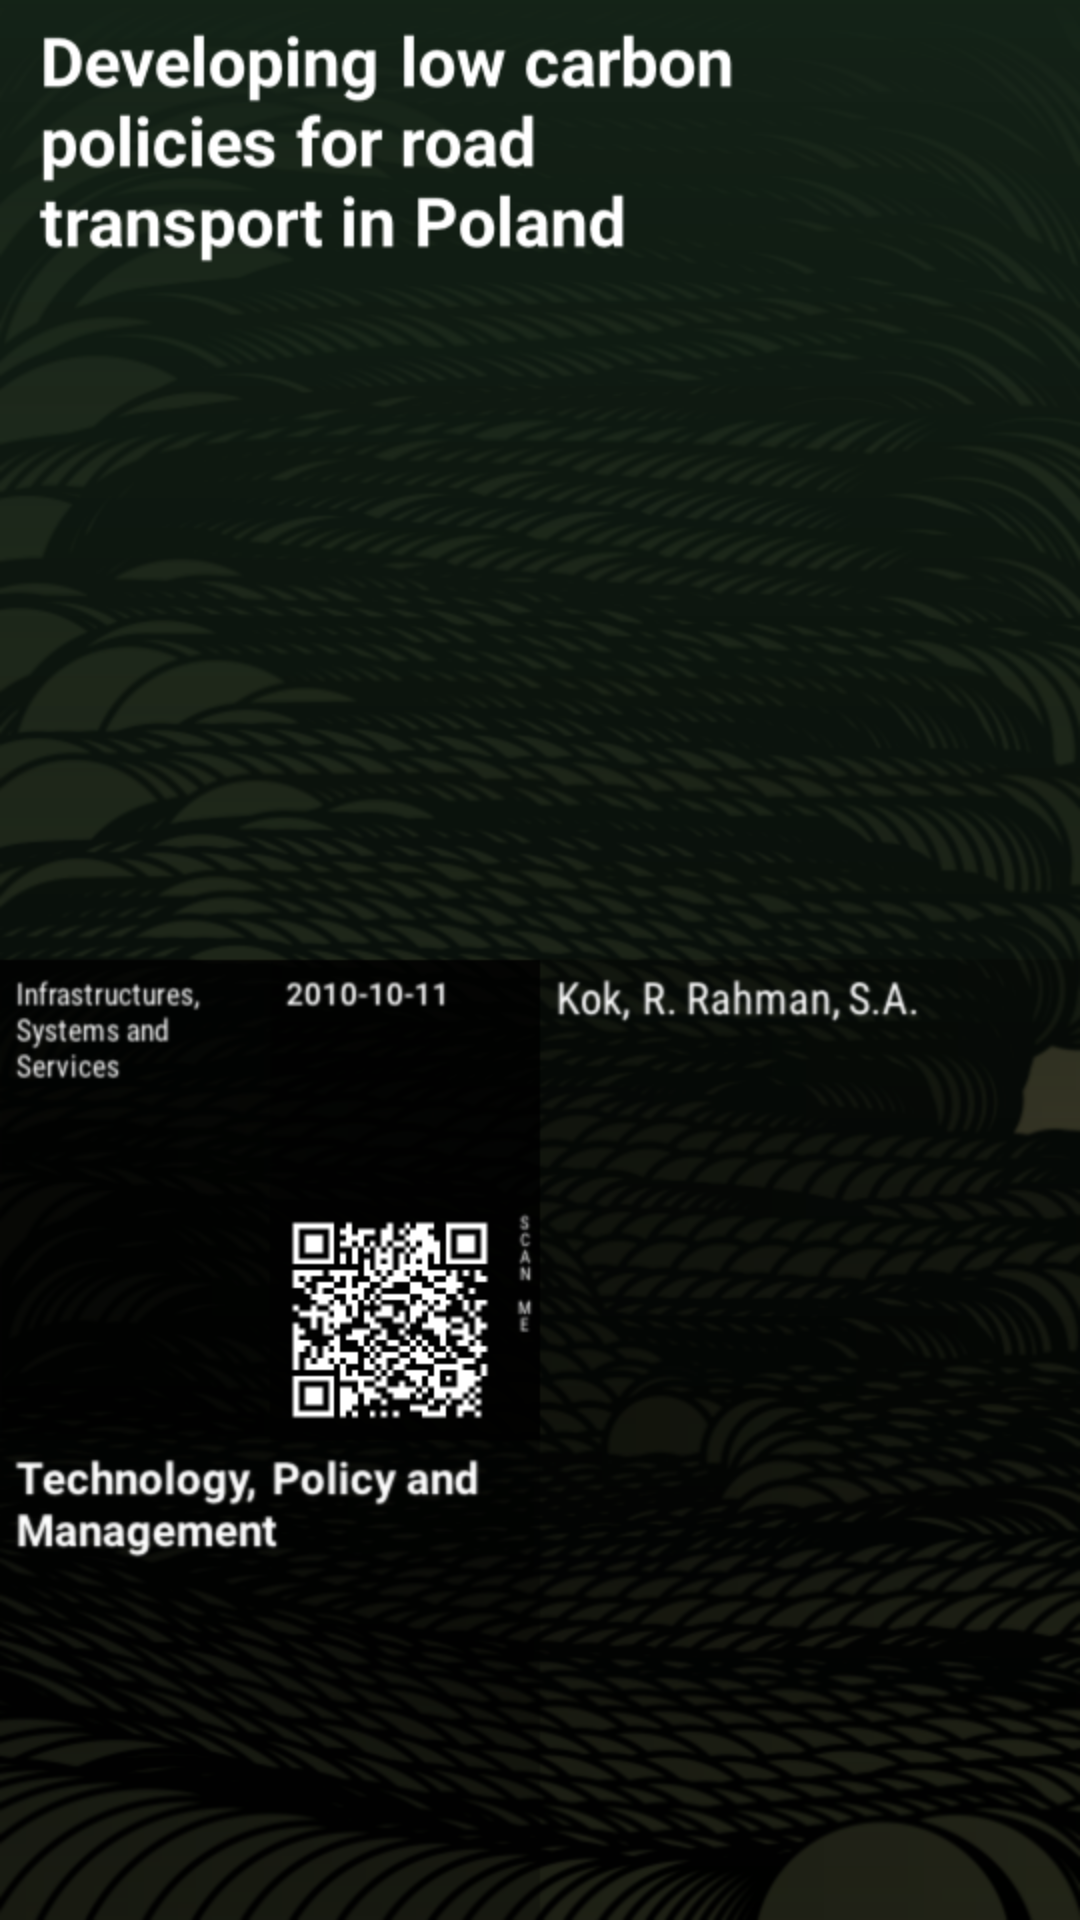 Developing low carbon
policies for road
transport in Poland
Infrastructures,
Systems and
Services
2010-10-11
Kok, R. Rahman, S.A.
SCAN ME
Technology, Policy and
Management